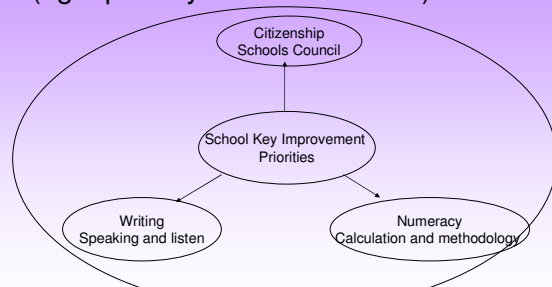 Citizenship
Schools Council
School Key Improvement
Priorities
Writing
Speaking and listen
Numeracy
Calculation and methodology